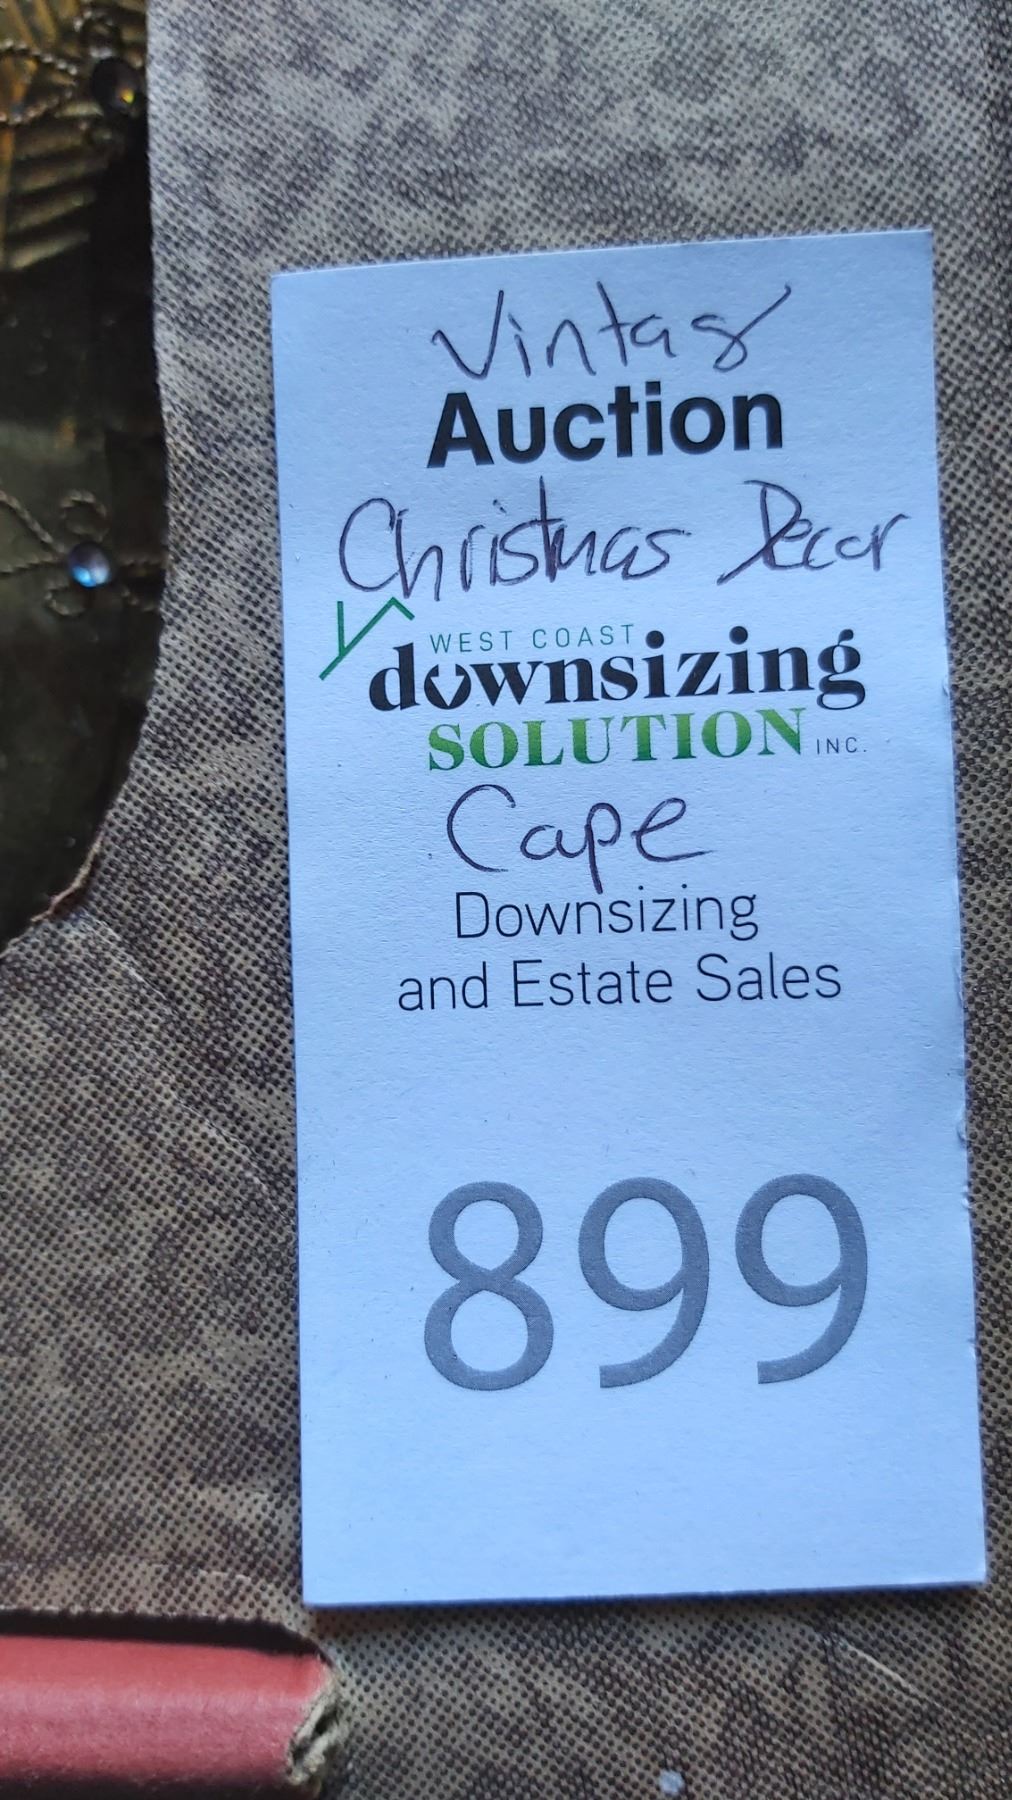 Vintag
Auction
Christmas Decor
WEST COAST
downsizing
SOLUTION INC.
Cape
Downsizing
and Estate Sales
899